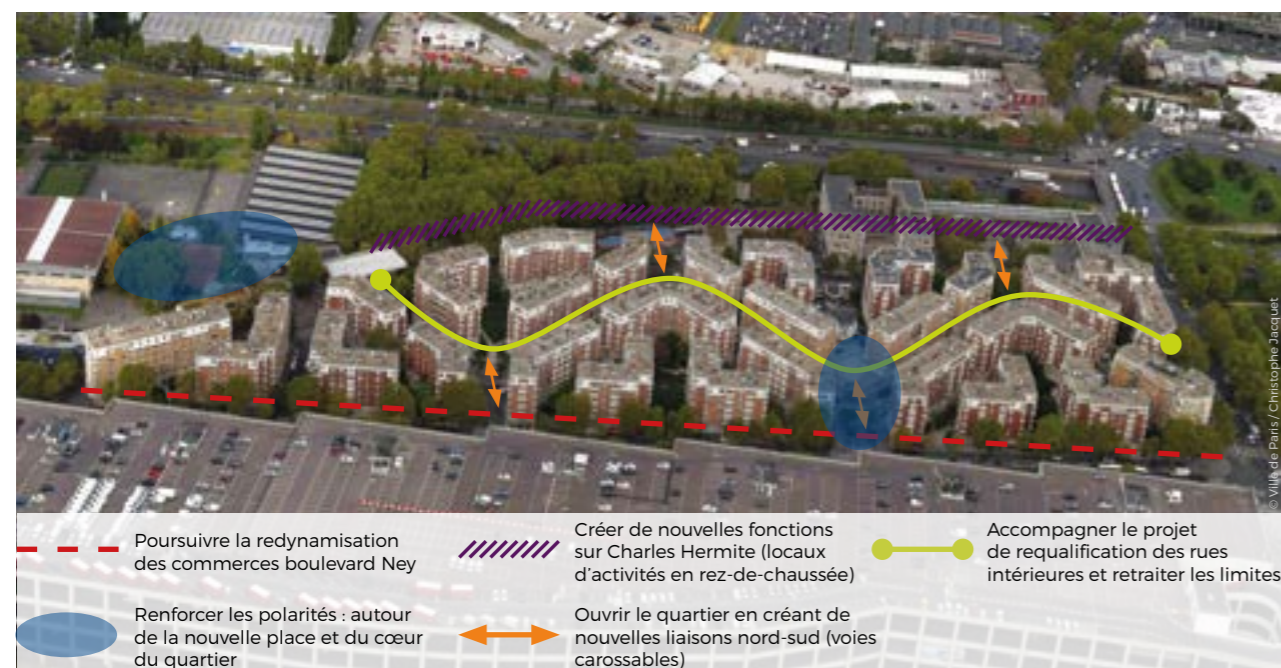 © Ville de Paris / Christophe Jacquet
Poursuivre la redynamisation
des commerces boulevard Ney
Créer de nouvelles fonctions
sur Charles Hermite (locaux
d'activités en rez-de-chaussée)
Accompagner le projet
de requalification des rues
intérieures et retraiter les limites
Renforcer les polarités : autour
de la nouvelle place et du cœur
du quartier
Ouvrir le quartier en créant de
nouvelles liaisons nord-sud (voies
carossables)